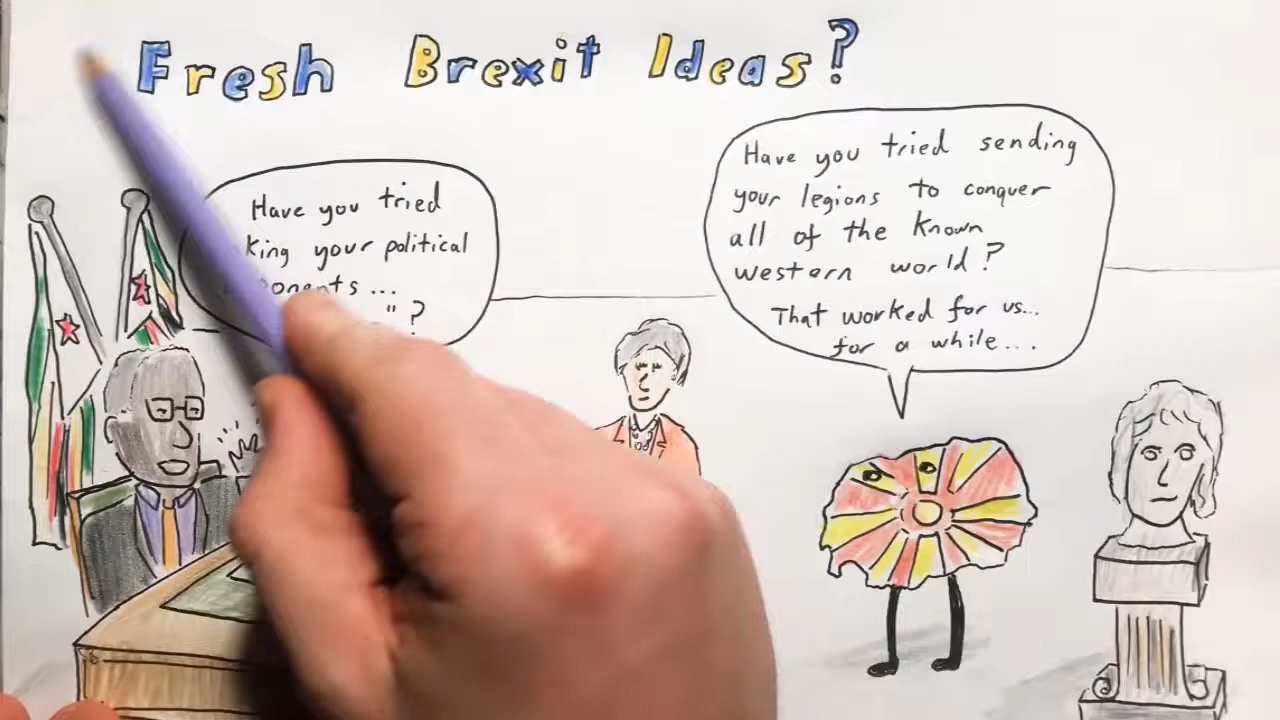 Fresh Brexit Ideas?
Have you tried
king your political
onents...
" ?
Have you tried sending
your legions to conquer
all of the known
western world?
That worked for us...
for a while...